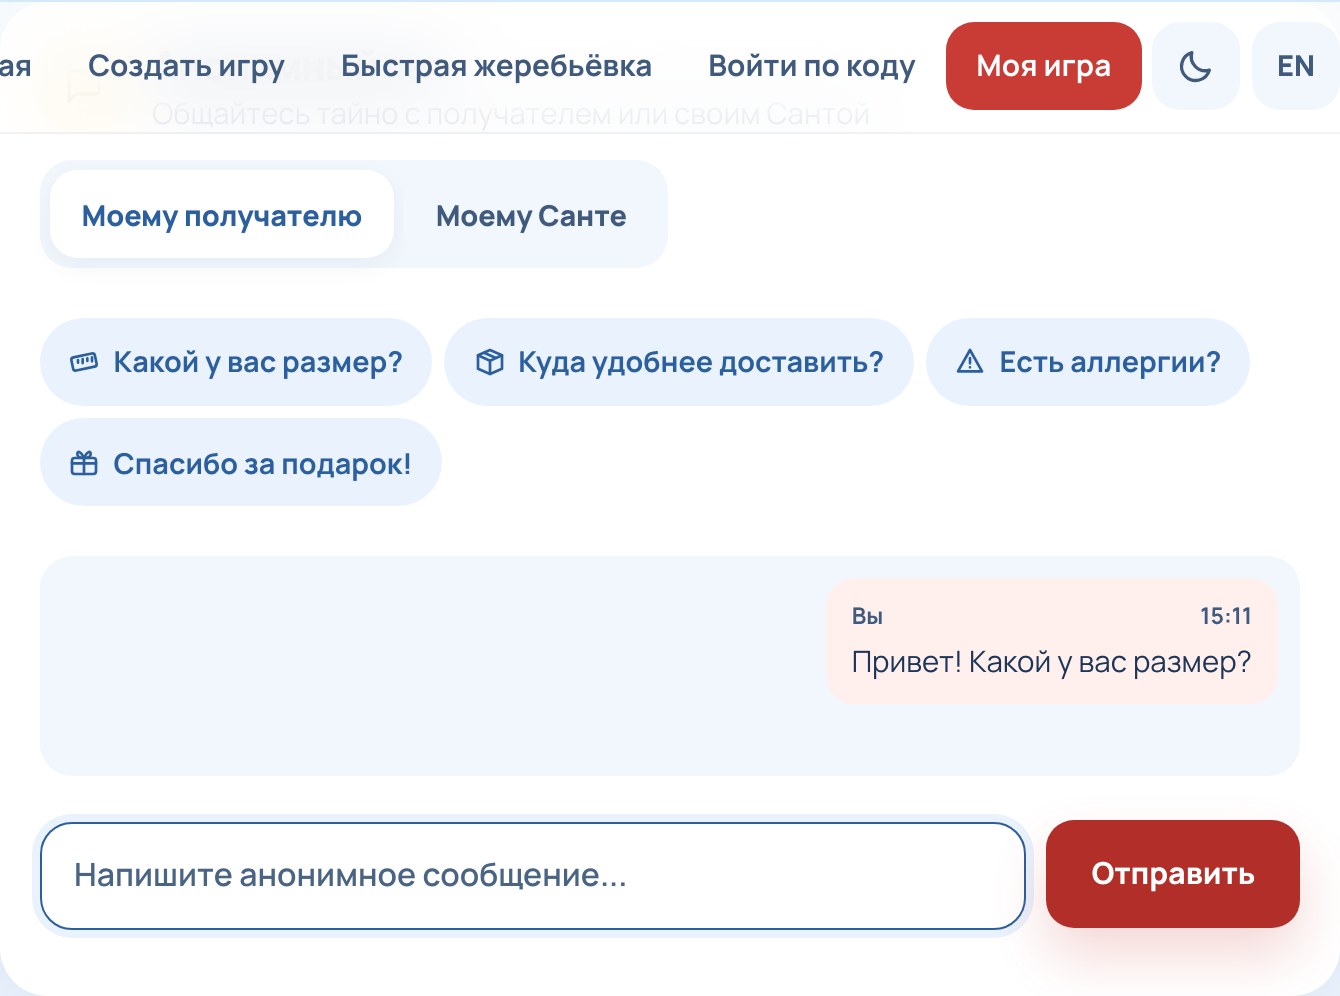 ая Создать игру Быстрая жеребьёвка Войти по коду Моя игра EN
Общайтесь тайно с получателем или своим Сантой
Моему получателю Моему Санте
Какой у вас размер? Куда удобнее доставить? Есть аллергии?
Спасибо за подарок!
Вы 15:11
Привет! Какой у вас размер?
Напишите анонимное сообщение...
Отправить